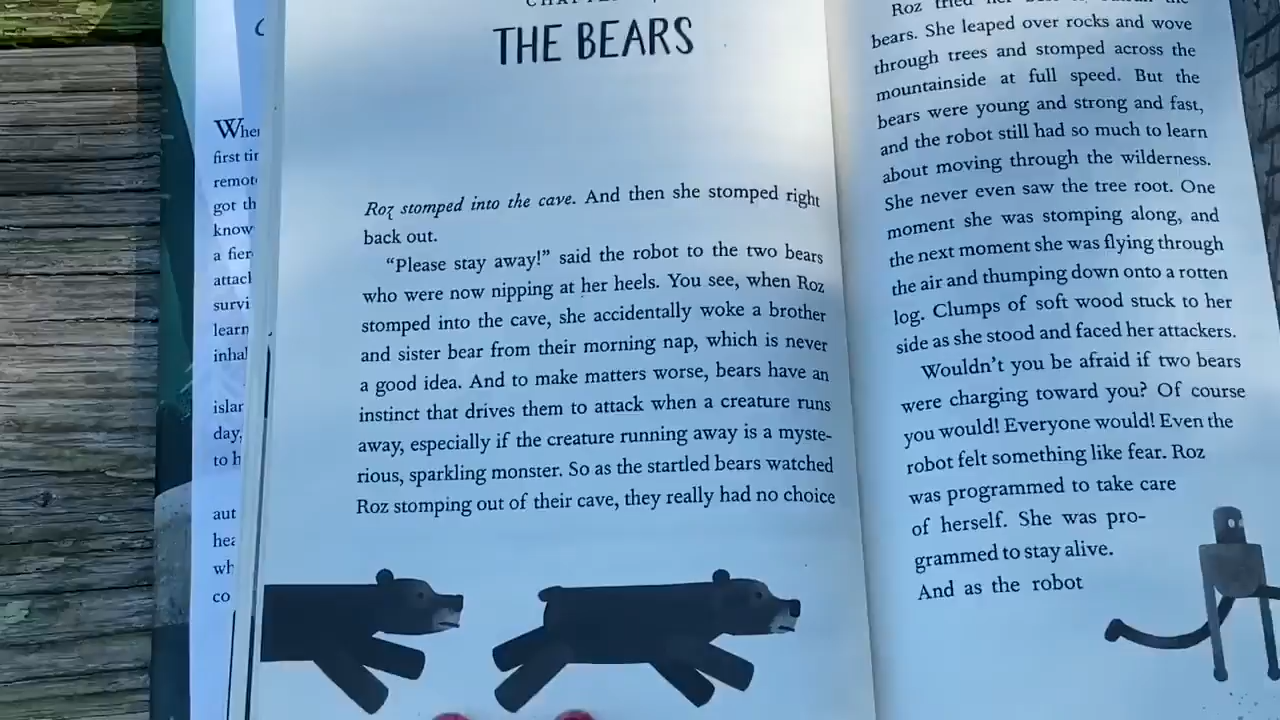 THE BEARS
Roz stomped into the cave. And then she stomped right
back out.
“Please stay away!” said the robot to the two bears
who were now nipping at her heels. You see, when Roz
stomped into the cave, she accidentally woke a brother
and sister bear from their morning nap, which is never
a good idea. And to make matters worse, bears have an
instinct that drives them to attack when a creature runs
away, especially if the creature running away is a myste-
rious, sparkling monster. So as the startled bears watched
Roz stomping out of their cave, they really had no choice
Roz tried her
bears. She leaped over rocks and wove
through trees and stomped across the
mountainside at full speed. But the
bears were young and strong and fast,
and the robot still had so much to learn
about moving through the wilderness.
She never even saw the tree root. One
moment she was stomping along, and
the next moment she was flying through
the air and thumping down onto a rotten
log. Clumps of soft wood stuck to her
side as she stood and faced her attackers.
Wouldn’t you be afraid if two bears
were charging toward you? Of course
you would! Everyone would! Even the
robot felt something like fear. Roz
was programmed to take care
of herself. She was pro-
grammed to stay alive.
And as the robot